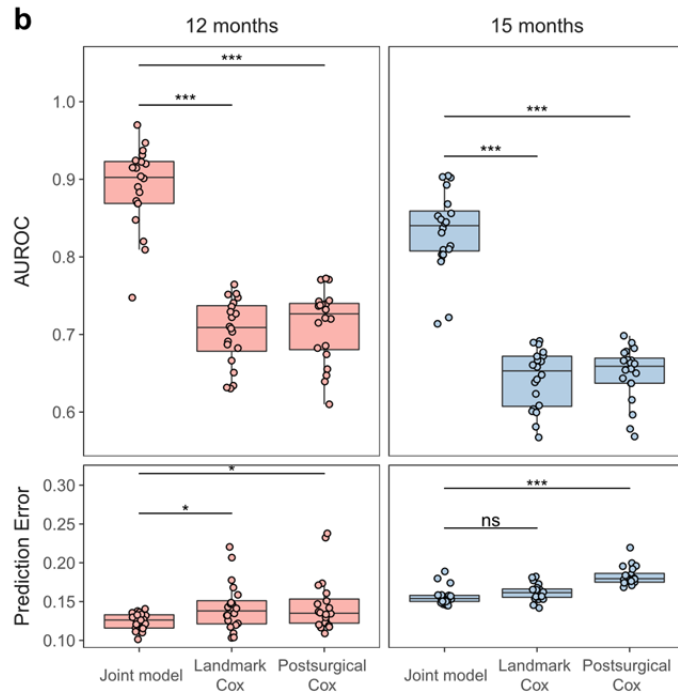 b
12 months
15 months
AUROC
1.0
0.9
0.8
0.7
0.6
***
***
***
***
Prediction Error
0.30
0.25
0.20
0.15
0.10
*
*
***
ns
Joint model
Landmark
Cox
Postsurgical
Cox
Joint model
Landmark
Cox
Postsurgical
Cox